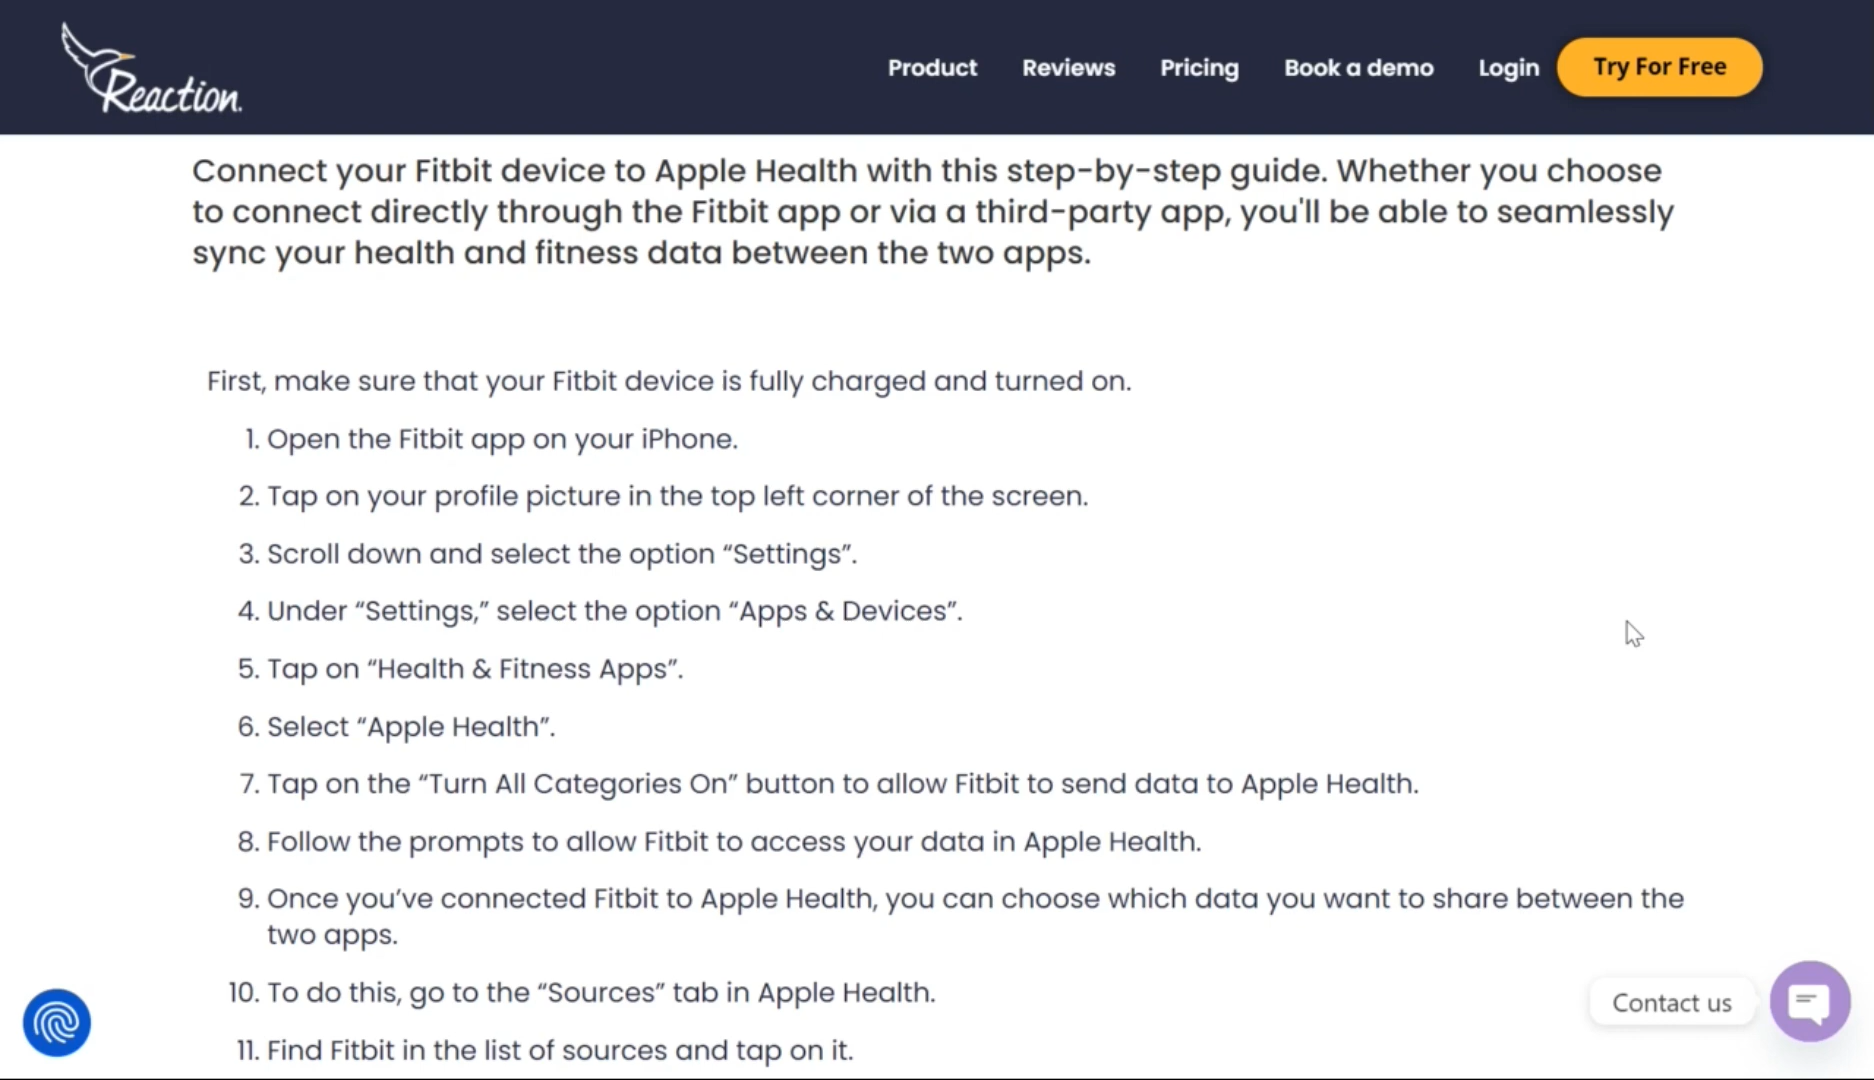 Reaction.
Product Reviews Pricing Book a demo Login Try For Free
Connect your Fitbit device to Apple Health with this step-by-step guide. Whether you choose
to connect directly through the Fitbit app or via a third-party app, you'll be able to seamlessly
sync your health and fitness data between the two apps.
First, make sure that your Fitbit device is fully charged and turned on.
1. Open the Fitbit app on your iPhone.
2. Tap on your profile picture in the top left corner of the screen.
3. Scroll down and select the option “Settings”.
4. Under “Settings,” select the option “Apps & Devices”.
5. Tap on “Health & Fitness Apps”.
6. Select “Apple Health”.
7. Tap on the “Turn All Categories On” button to allow Fitbit to send data to Apple Health.
8. Follow the prompts to allow Fitbit to access your data in Apple Health.
9. Once you’ve connected Fitbit to Apple Health, you can choose which data you want to share between the
two apps.
10. To do this, go to the “Sources” tab in Apple Health.
11. Find Fitbit in the list of sources and tap on it.
Contact us